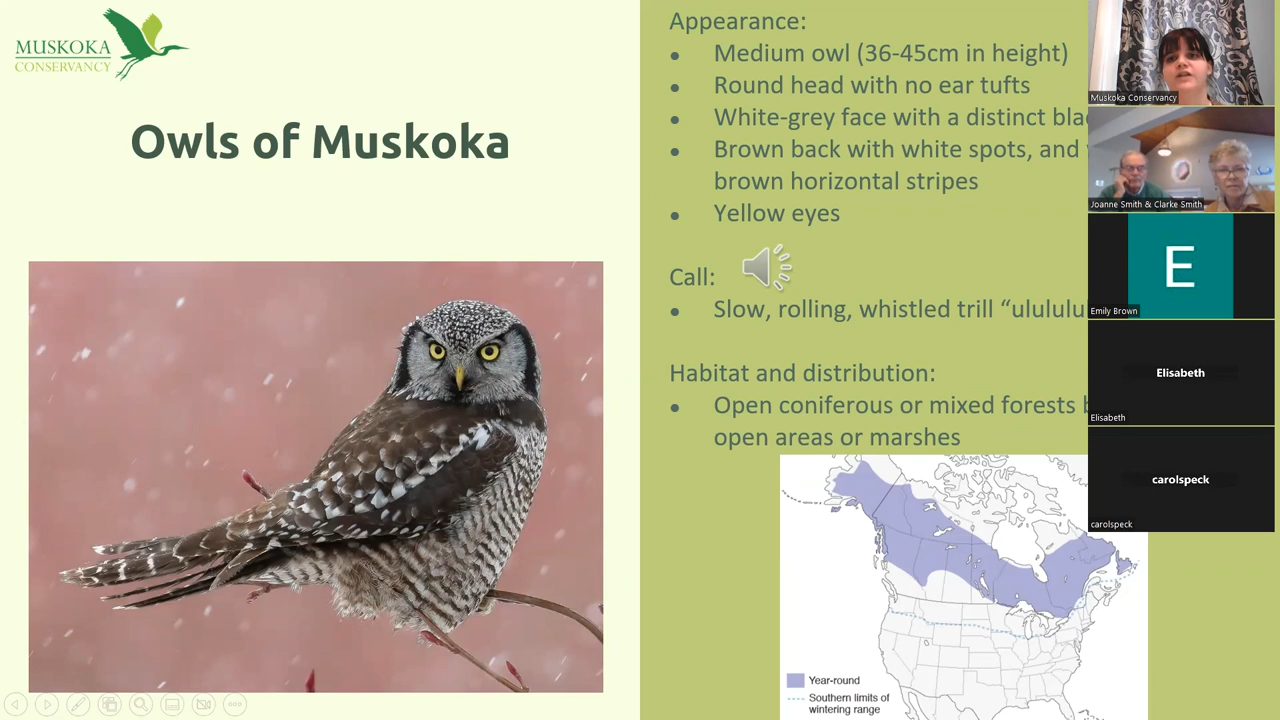 MUSKOKA
CONSERVANCY
Owls of Muskoka
Appearance:
Medium owl (36-45cm in height)
Round head with no ear tufts
White-grey face with a distinct
Brown back with white spots, and
brown horizontal stripes
Yellow eyes
Call:
Slow, rolling, whistled trill “ulululu
Habitat and distribution:
Open coniferous or mixed forests
open areas or marshes
Year-round
Southern limits of
wintering range
Muskoka Conservancy
Joanne Smith & Clarke Smith
E
Emily Brown
Elisabeth
Elisabeth
carolspeck
carolspeck